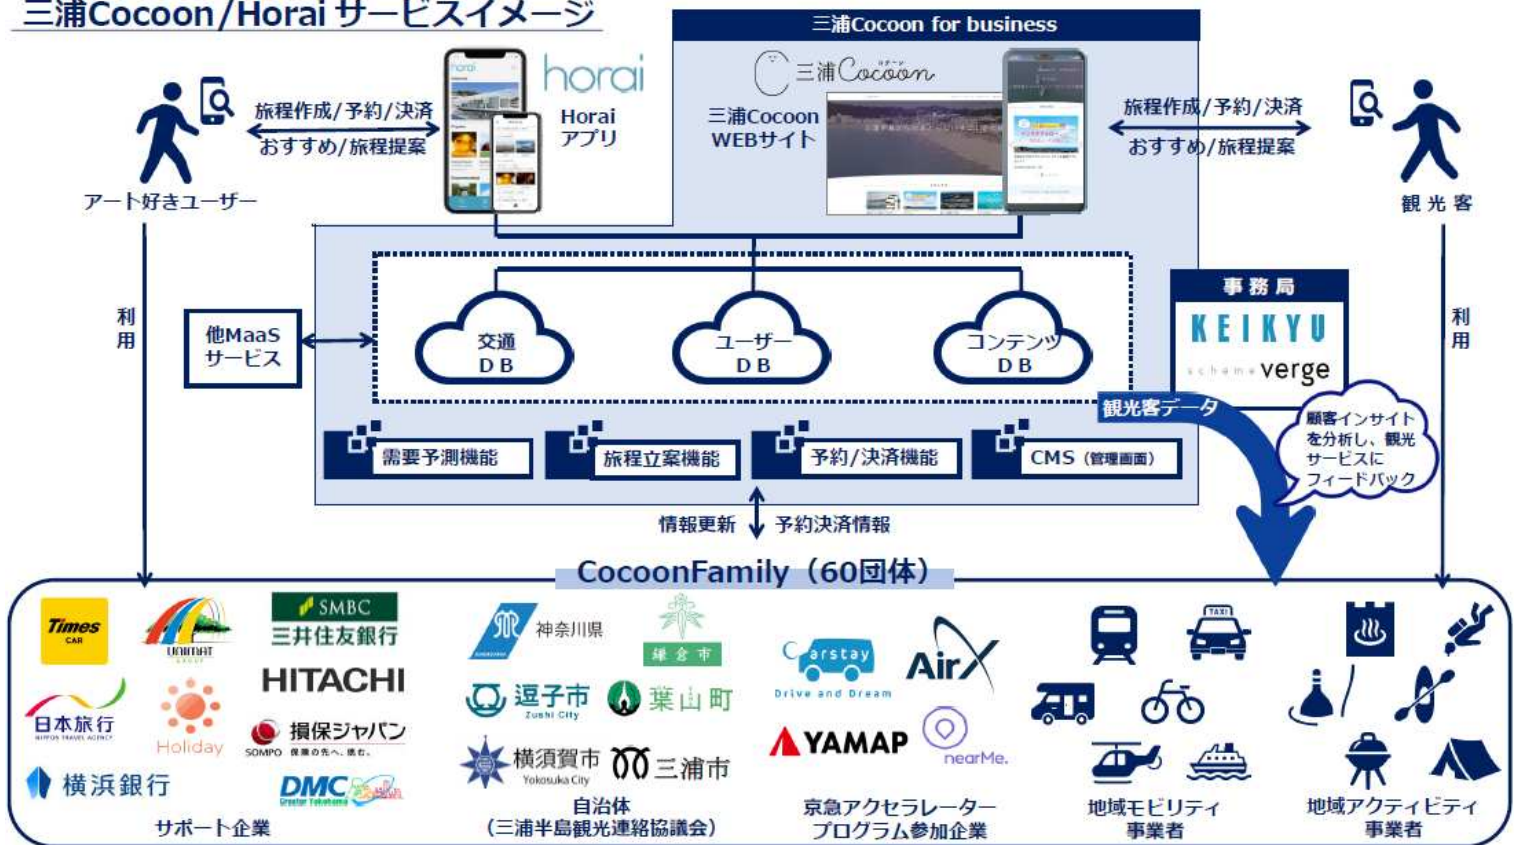 三浦Cocoon/Horai サービスイメージ
三浦Cocoon for business
horai
Horai
アプリ
三浦Cocoon
三浦Cocoon
WEBサイト
旅程作成/予約/決済
おすすめ/旅程提案
旅程作成/予約/決済
おすすめ/旅程提案
アート好きユーザー
観光客
利用
利用
他MaaS
サービス
交通
DB
ユーザー
DB
コンテンツ
DB
事務局
KEIKYU
scheme verge
観光客データ
顧客インサイト
を分析し、観光
サービスに
フィードバック
需要予測機能
旅程立案機能
予約/決済機能
CMS（管理画面）
情報更新
予約決済情報
CocoonFamily（60団体）
Times
CAR
UNIMAT
GROUP
SMBC
三井住友銀行
HITACHI
日本旅行
NIPPON TRAVEL AGENCY
Holiday
損保ジャパン
SOMPO 保険の先へ、挑む。
横浜銀行
DMC
Greater Yokohama
サポート企業
神奈川県
鎌倉市
逗子市
Zushi City
葉山町
横須賀市
Yokosuka City
三浦市
自治体
（三浦半島観光連絡協議会）
Carstay
Drive and Dream
AirX
YAMAP
nearMe.
京急アクセラレーター
プログラム参加企業
TAXI
地域モビリティ
事業者
地域アクティビティ
事業者